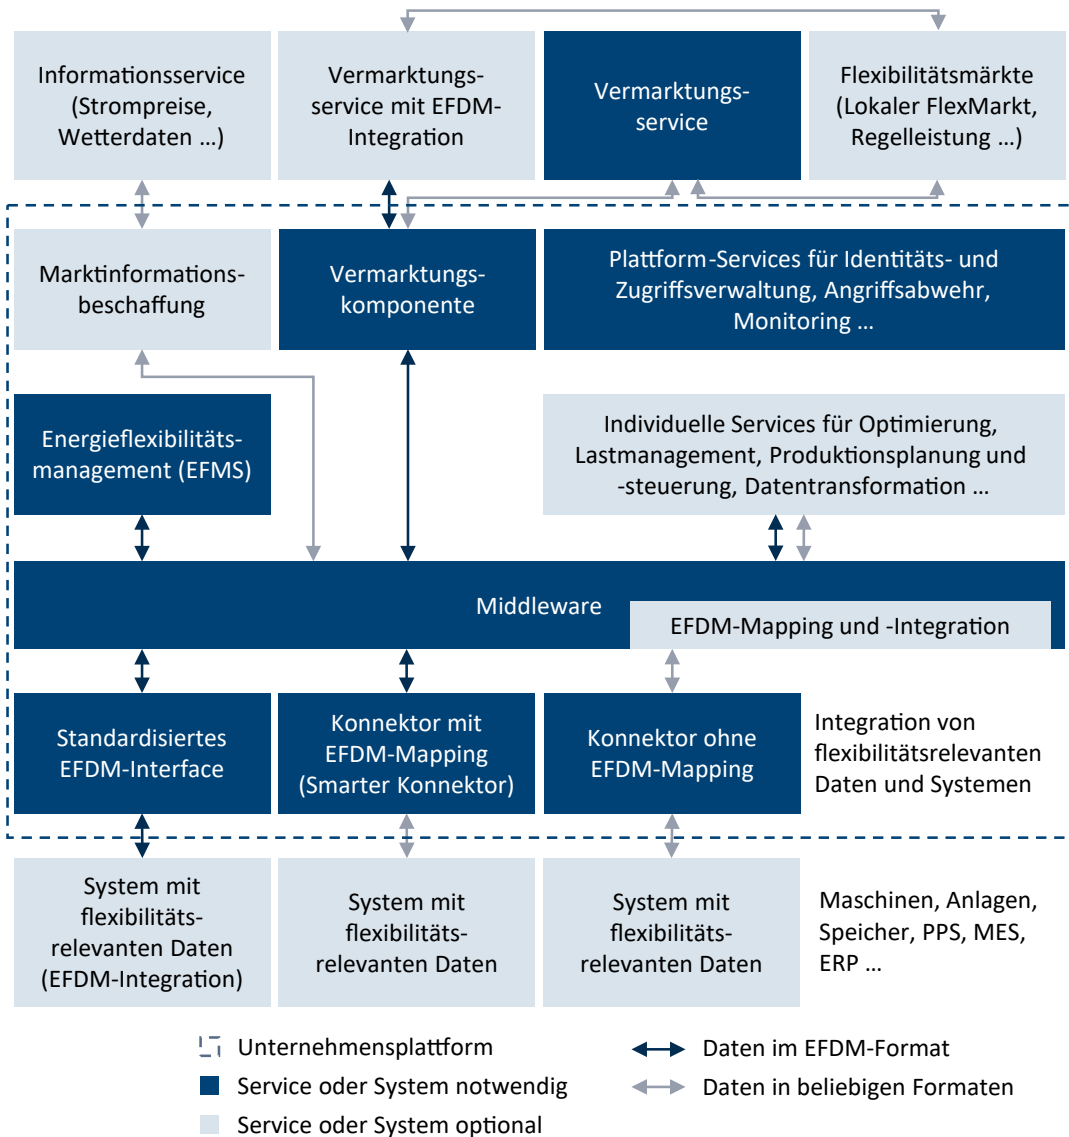 Informationsservice
(Strompreise,
Wetterdaten …)
Vermarktungs-
service mit EFDM-
Integration
Vermarktungs-
service
Flexibilitätsmärkte
(Lokaler FlexMarkt,
Regelleistung …)
Marktinformations-
beschaffung
Vermarktungs-
komponente
Plattform-Services für Identitäts- und
Zugriffsverwaltung, Angriffsabwehr,
Monitoring …
Energieflexibilitäts-
management (EFMS)
Individuelle Services für Optimierung,
Lastmanagement, Produktionsplanung und
-steuerung, Datentransformation …
Middleware
EFDM-Mapping und -Integration
Standardisiertes
EFDM-Interface
Konnektor mit
EFDM-Mapping
(Smarter Konnektor)
Konnektor ohne
EFDM-Mapping
Integration von
flexibilitätsrelevanten
Daten und Systemen
System mit
flexibilitäts-
relevanten Daten
(EFDM-Integration)
System mit
flexibilitäts-
relevanten Daten
System mit
flexibilitäts-
relevanten Daten
Maschinen, Anlagen,
Speicher, PPS, MES,
ERP …
Unternehmensplattform
Service oder System notwendig
Service oder System optional
Daten im EFDM-Format
Daten in beliebigen Formaten